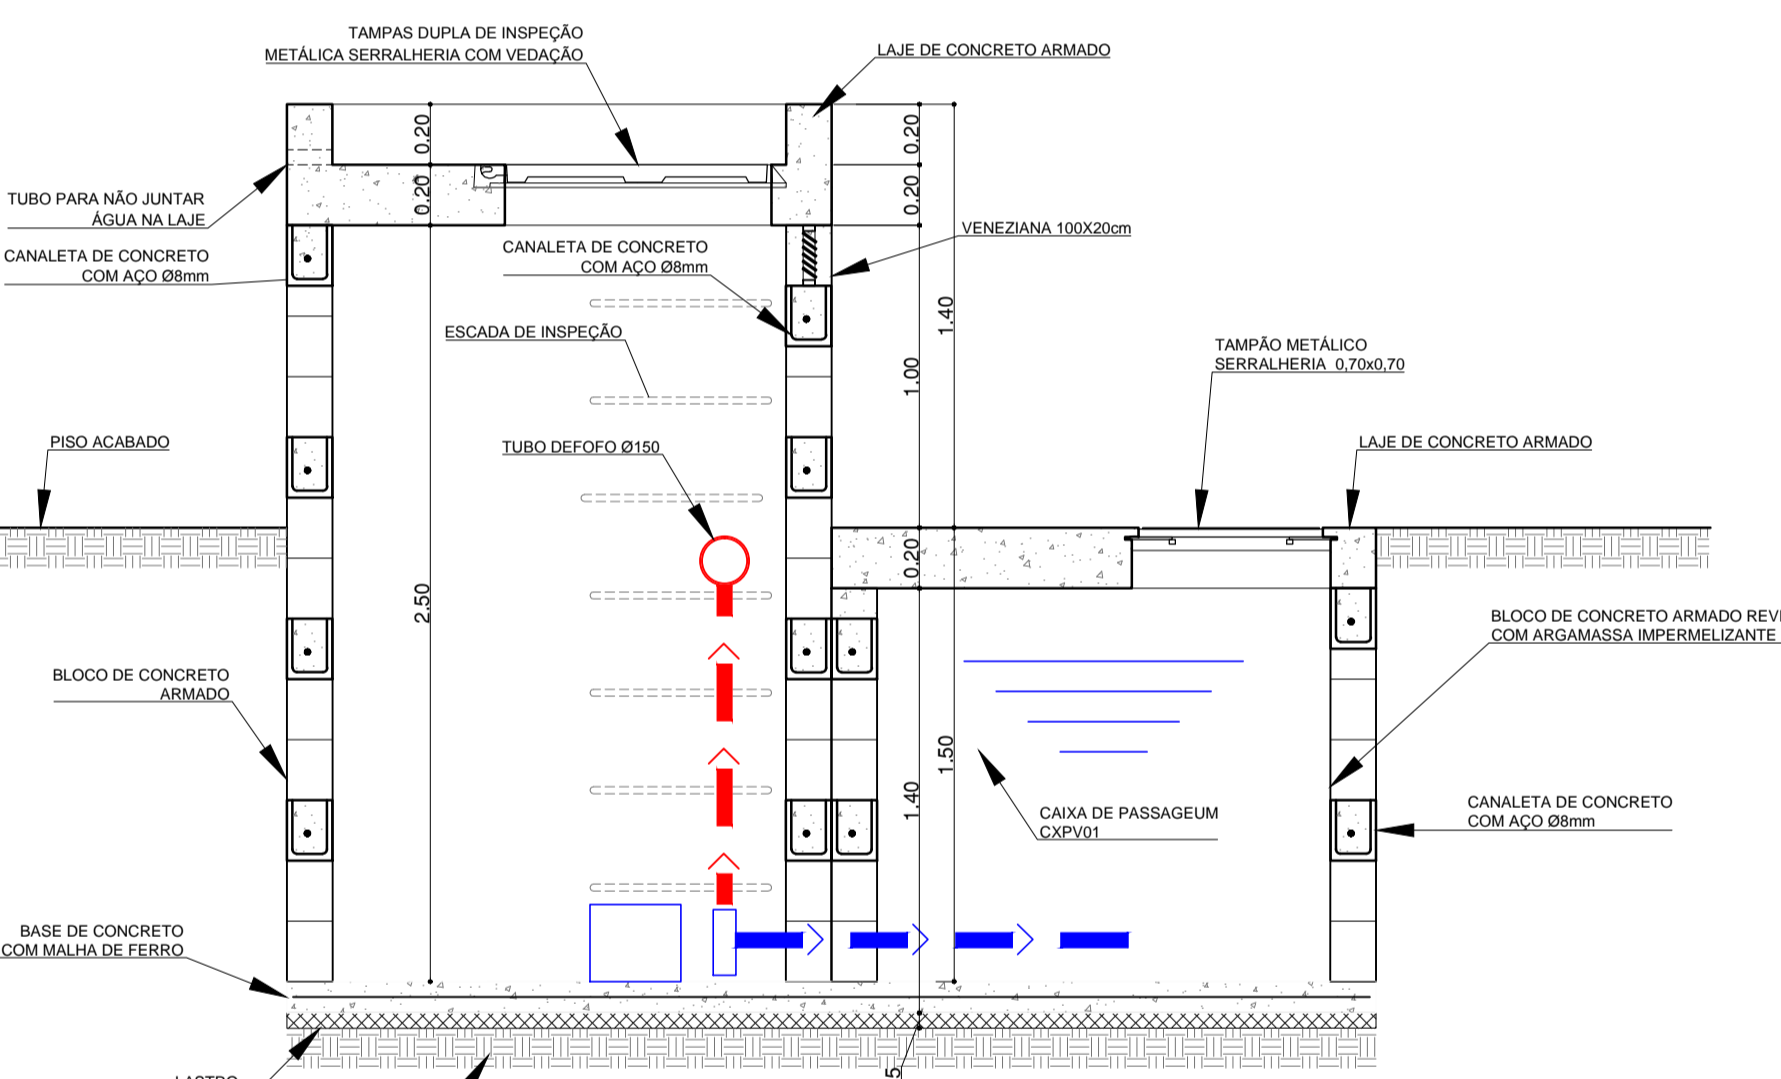 TAMPAS DUPLA DE INSPEÇÃO
METÁLICA SERRALHERIA COM VEDAÇÃO
LAJE DE CONCRETO ARMADO
0.20
0.20
0.20
0.20
TUBO PARA NÃO JUNTAR
ÁGUA NA LAJE
VENEZIANA 100X20cm
CANALETA DE CONCRETO
COM AÇO Ø8mm
CANALETA DE CONCRETO
COM AÇO Ø8mm
ESCADA DE INSPEÇÃO
1.40
1.00
TAMPÃO METÁLICO
SERRALHERIA 0,70x0,70
PISO ACABADO
TUBO DEFOFO Ø150
LAJE DE CONCRETO ARMADO
0.20
2.50
BLOCO DE CONCRETO ARMADO REV
COM ARGAMASSA IMPERMELIZANTE
BLOCO DE CONCRETO
ARMADO
1.50
1.40
CAIXA DE PASSAGEUM
CXPV01
CANALETA DE CONCRETO
COM AÇO Ø8mm
BASE DE CONCRETO
COM MALHA DE FERRO
LASTRO
5